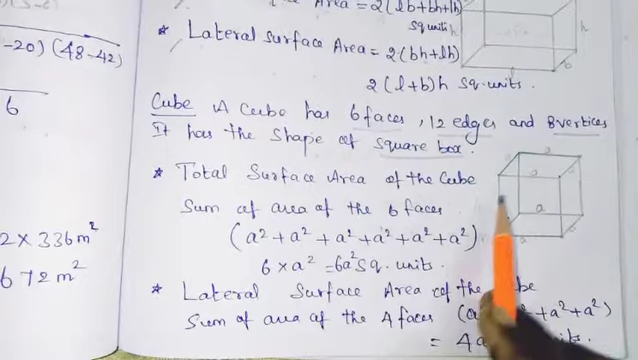 Area = 2(lb+bh+lh)
sq.units
* Lateral surface Area = 2(bh+lh)
2(l+b)h sq.units.
Cube A Cube has 6 faces, 12 edges and 8 vertices
It has the shape of square box.
* Total Surface Area of the Cube
Sum of area of the 6 faces
(a²+a²+a²+a²+a²+a²)
6×a² = 6a² sq.units.
* Lateral Surface Area of the
Sum of area of the 4 faces
+a²+a²)
= 4a
-20) (48-42)
6
2 x 336m²
672m²
h
b
h
l
b
a
a
a
a